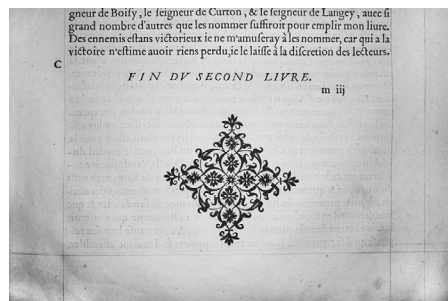 gneur de Boisy, le seigneur de Curton, & le seigneur de Langey, auec si
grand nombre d'autres que les nommer suffiroit pour emplir mon liure.
Des ennemis estans victorieux ie ne m'amuseray à les nommer, car qui a la
victoire n'estime auoir riens perdu, ie le laisse à la discretion des lecteurs.
C
FIN DV SECOND LIVRE.
m iij